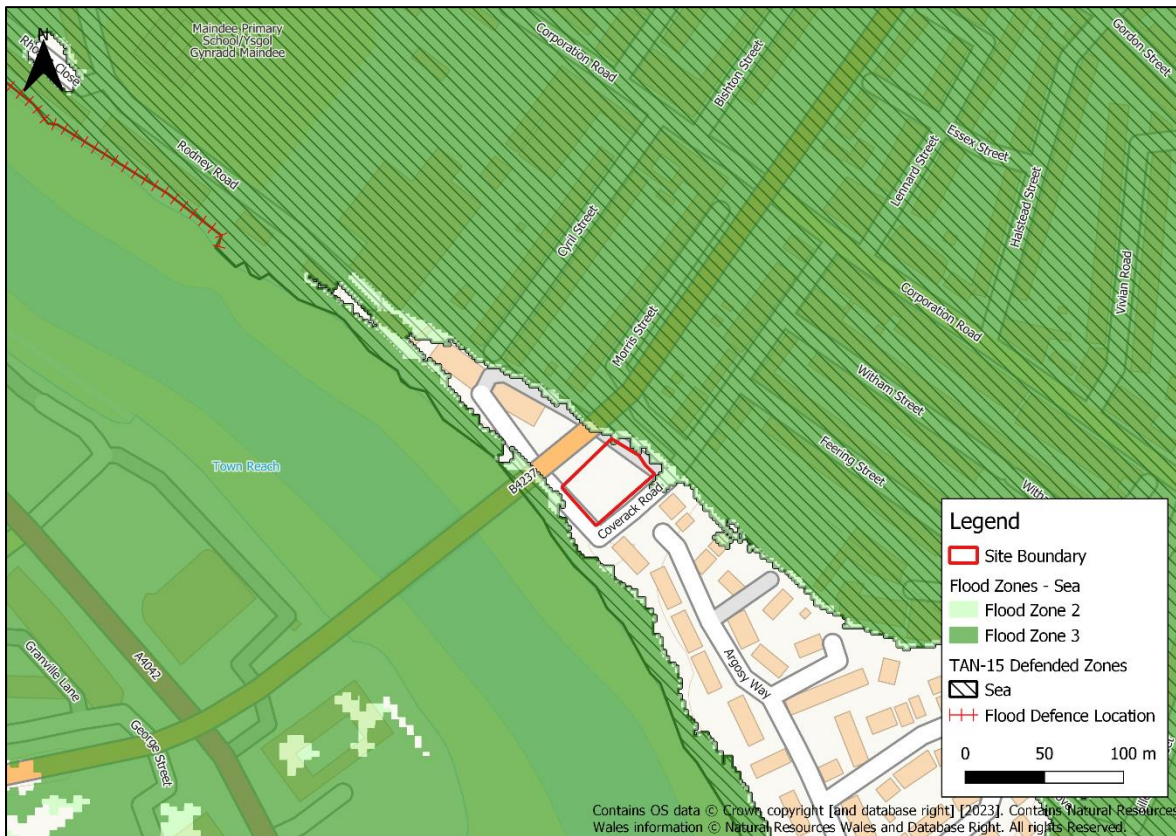 Maindee Primary
School/Ysgol
Gynradd Maindee
Close
Rodney Road
Corporation Road
Bishton Street
Gordon Street
Essex Street
Lennard Street
Halstead Street
Cyril Street
Vivian Road
Corporation Road
Morris Street
Witham Street
Feering Street
Town Reach
B4237
Coverack Road
Argosy Way
Granville Lane
A4042
George Street
Legend
Site Boundary
Flood Zones - Sea
Flood Zone 2
Flood Zone 3
TAN-15 Defended Zones
Sea
Flood Defence Location
0 50 100 m
Contains OS data © Crown copyright [and database right] [2023]. Contains Natural Resources
Wales information © Natural Resources Wales and Database Right. All rights Reserved.